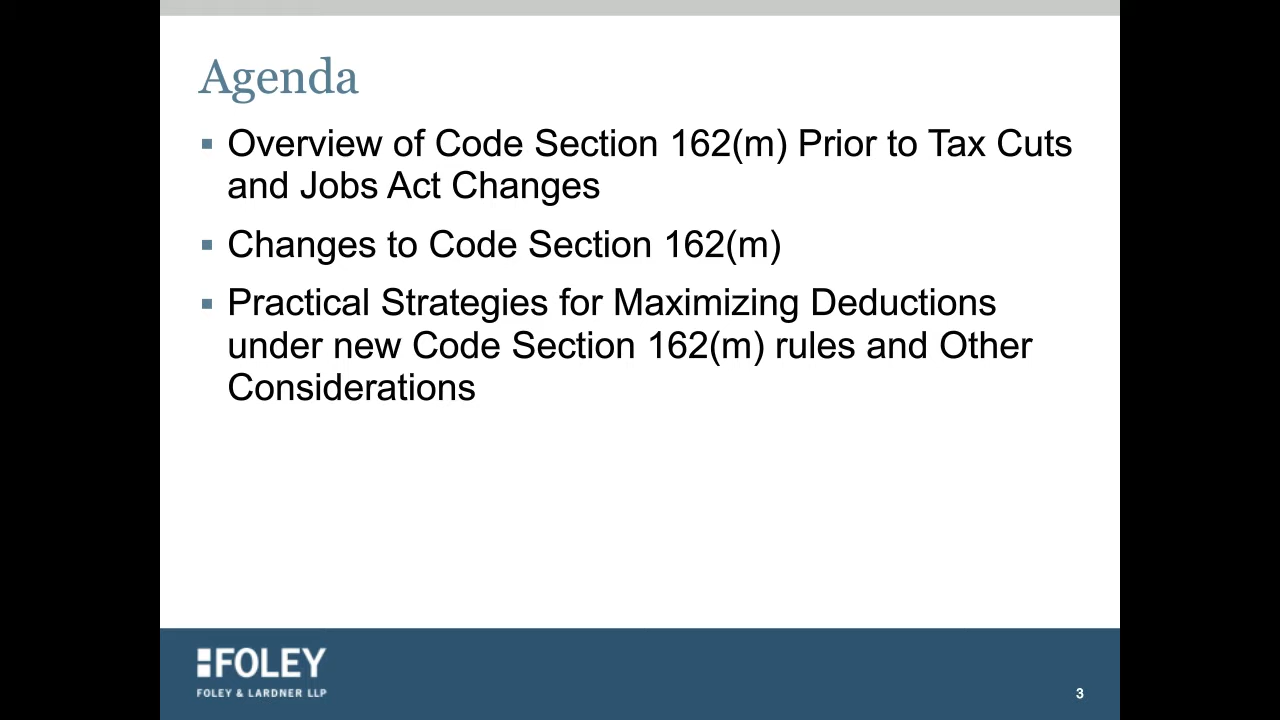 Agenda
Overview of Code Section 162(m) Prior to Tax Cuts
and Jobs Act Changes
Changes to Code Section 162(m)
Practical Strategies for Maximizing Deductions
under new Code Section 162(m) rules and Other
Considerations
FOLEY
FOLEY & LARDNER LLP
3